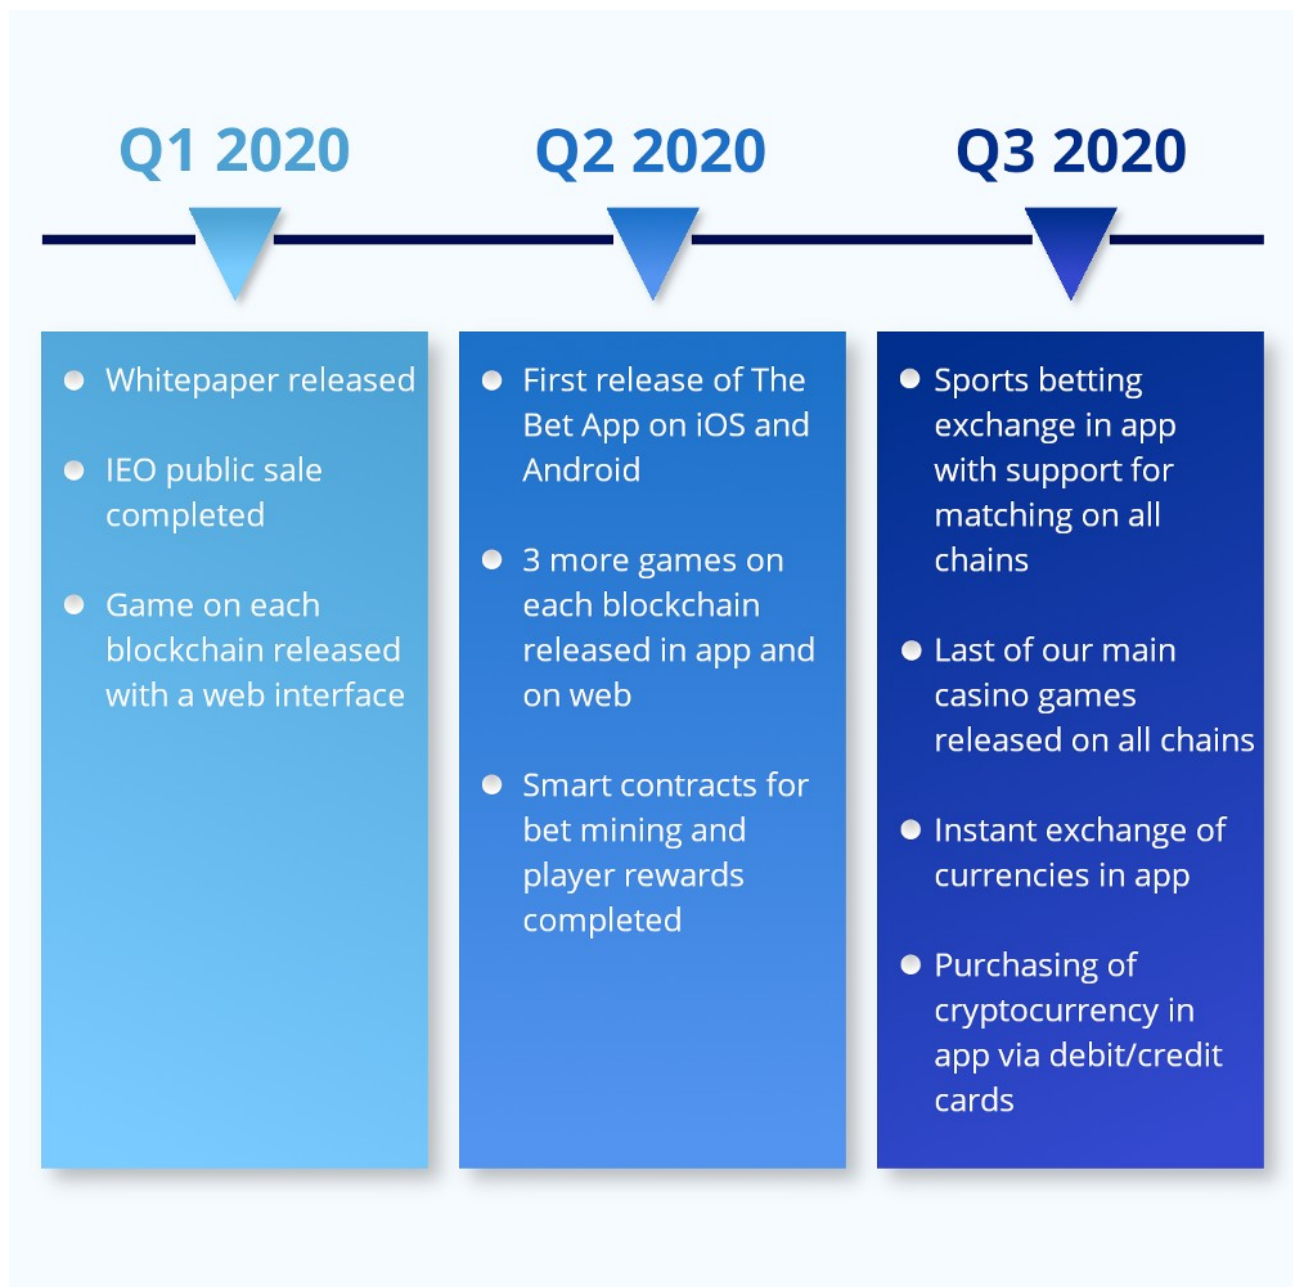 Q1 2020
Q2 2020
Q3 2020
Whitepaper released
IEO public sale
completed
Game on each
blockchain released
with a web interface
First release of The
Bet App on iOS and
Android
3 more games on
each blockchain
released in app and
on web
Smart contracts for
bet mining and
player rewards
completed
Sports betting
exchange in app
with support for
matching on all
chains
Last of our main
casino games
released on all chains
Instant exchange of
currencies in app
Purchasing of
cryptocurrency in
app via debit/credit
cards